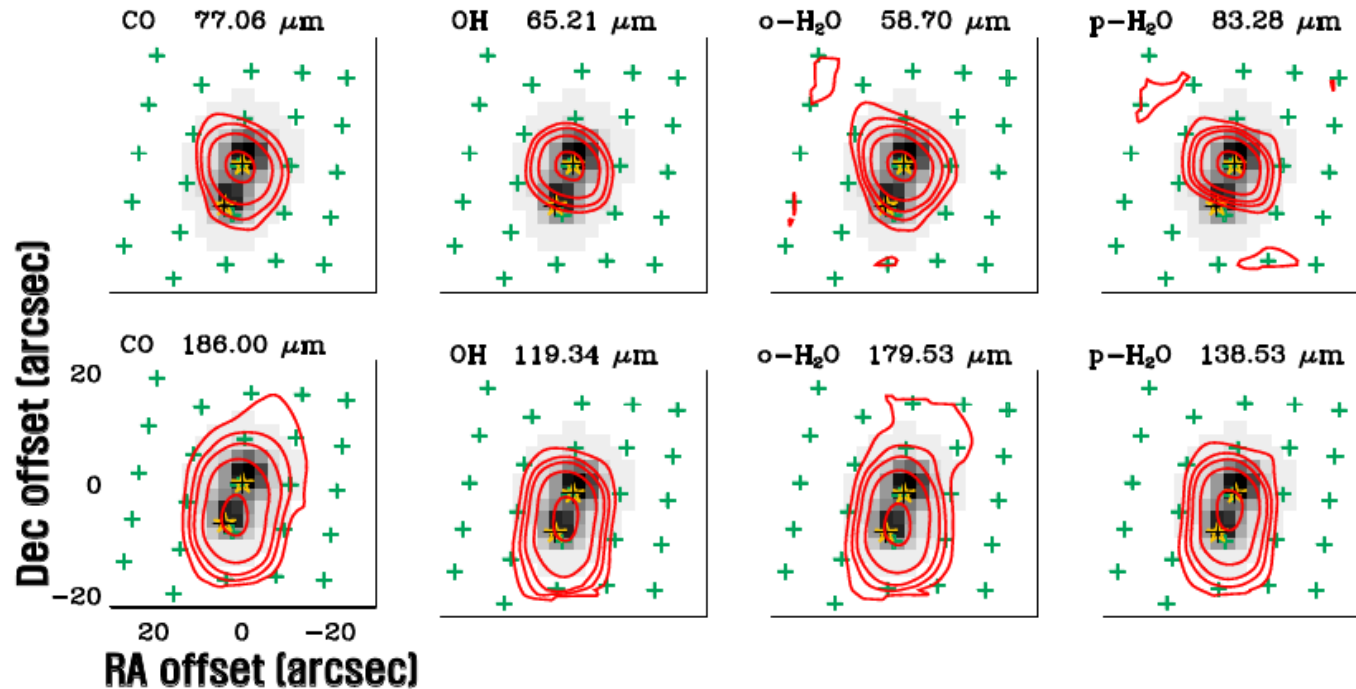 CO 77.06 μm
OH 65.21 μm
o-H₂O 58.70 μm
p-H₂O 83.28 μm
CO 186.00 μm
OH 119.34 μm
o-H₂O 179.53 μm
p-H₂O 138.53 μm
Dec offset (arcsec)
20
0
-20
20 0 -20
RA offset (arcsec)